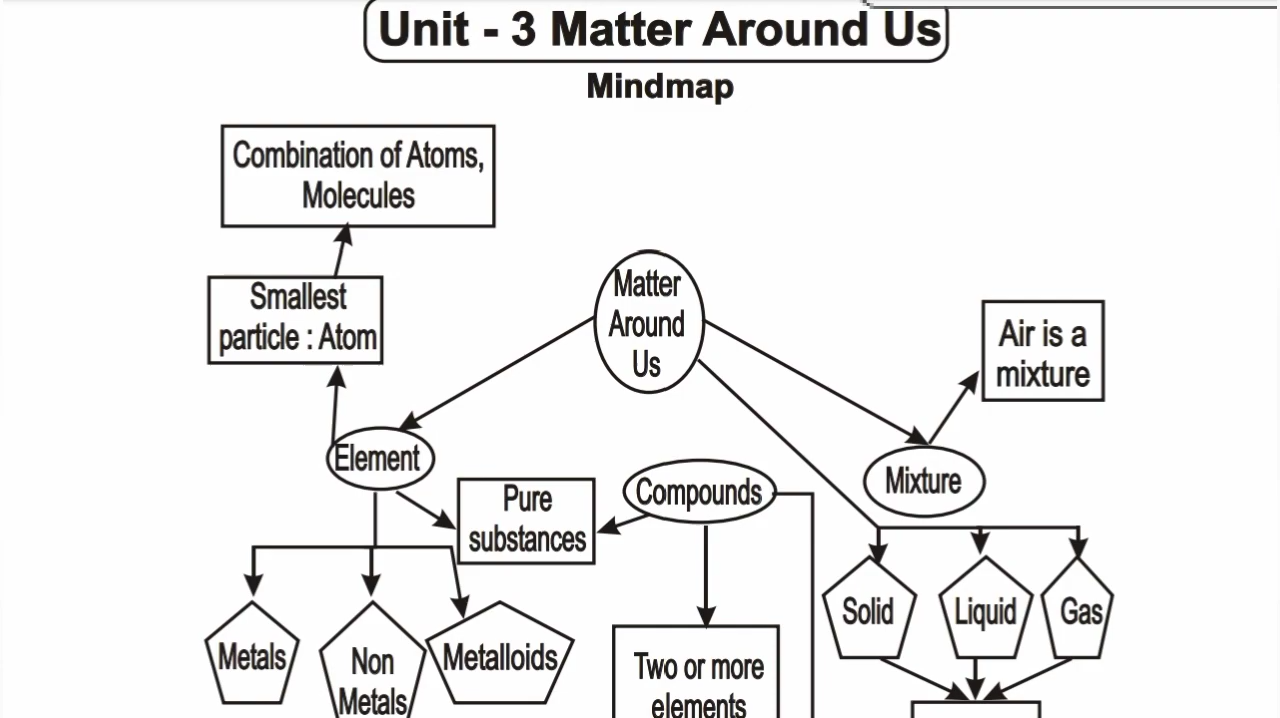 Unit - 3 Matter Around Us
Mindmap
Combination of Atoms,
Molecules
Smallest
particle : Atom
Matter
Around
Us
Air is a
mixture
Element
Pure
substances
Compounds
Mixture
Metals
Non
Metals
Metalloids
Two or more
elements
Solid
Liquid
Gas